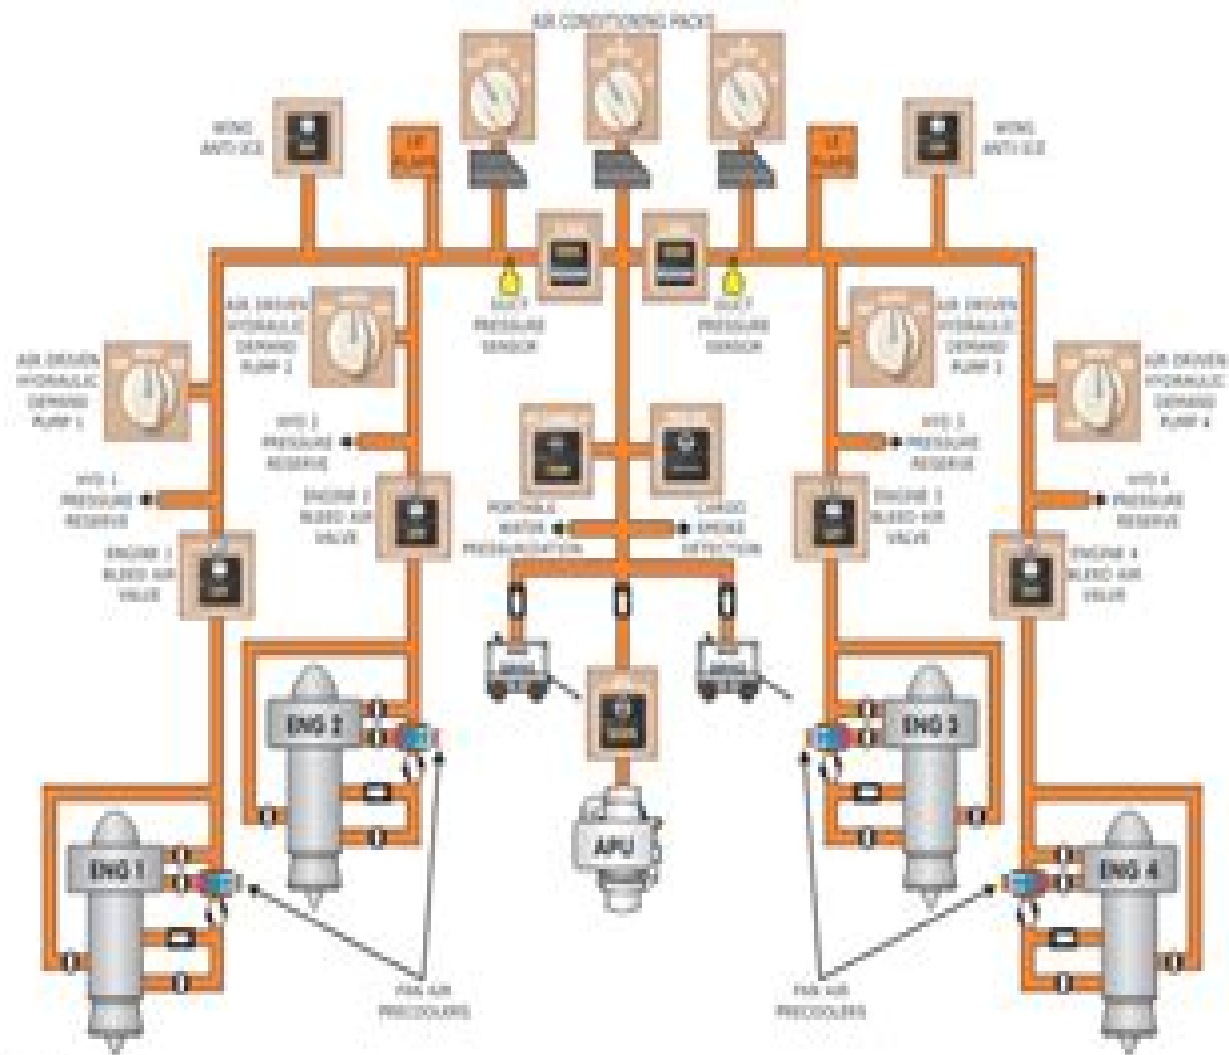 AIR CONDITIONING PACKS
WING
ANTI ICE
WING
ANTI ICE
DUCT
PRESSURE
SENSOR
DUCT
PRESSURE
SENSOR
AIR DRIVEN
HYDRAULIC
DEMAND
PUMP 1
AIR DRIVEN
HYDRAULIC
DEMAND
PUMP 2
AIR DRIVEN
HYDRAULIC
DEMAND
PUMP 3
AIR DRIVEN
HYDRAULIC
DEMAND
PUMP 4
HYD 1
PRESSURE
RESERVE
HYD 2
PRESSURE
RESERVE
HYD 3
PRESSURE
RESERVE
HYD 4
PRESSURE
RESERVE
ENGINE 1
BLEED AIR
VALVE
ENGINE 2
BLEED AIR
VALVE
ENGINE 3
BLEED AIR
VALVE
ENGINE 4
BLEED AIR
VALVE
PORTABLE
WATER
PRESSURIZATION
CARGO
SMOKE
DETECTION
ENG 1
ENG 2
APU
ENG 3
ENG 4
FAN AIR
PRECOOLERS
FAN AIR
PRECOOLERS